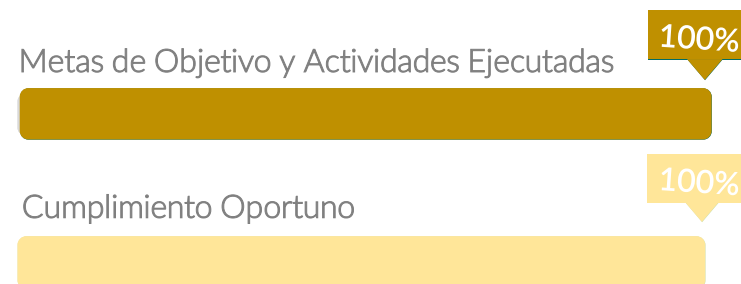 100%
Metas de Objetivo y Actividades Ejecutadas
100%
Cumplimiento Oportuno